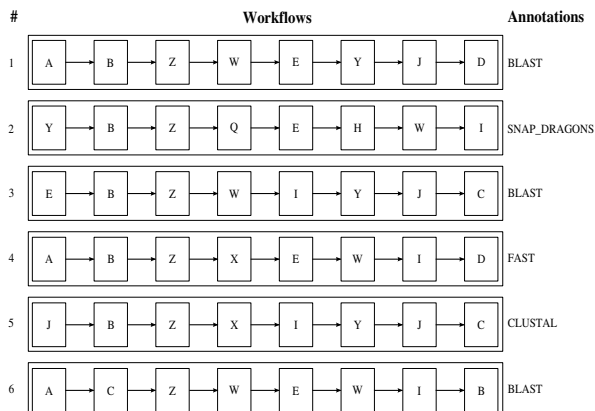 # Workflows Annotations
1 A B Z W E Y J D BLAST
2 Y B Z Q E H W I SNAP_DRAGONS
3 E B Z W I Y J C BLAST
4 A B Z X E W I D FAST
5 J B Z X I Y J C CLUSTAL
6 A C Z W E W I B BLAST